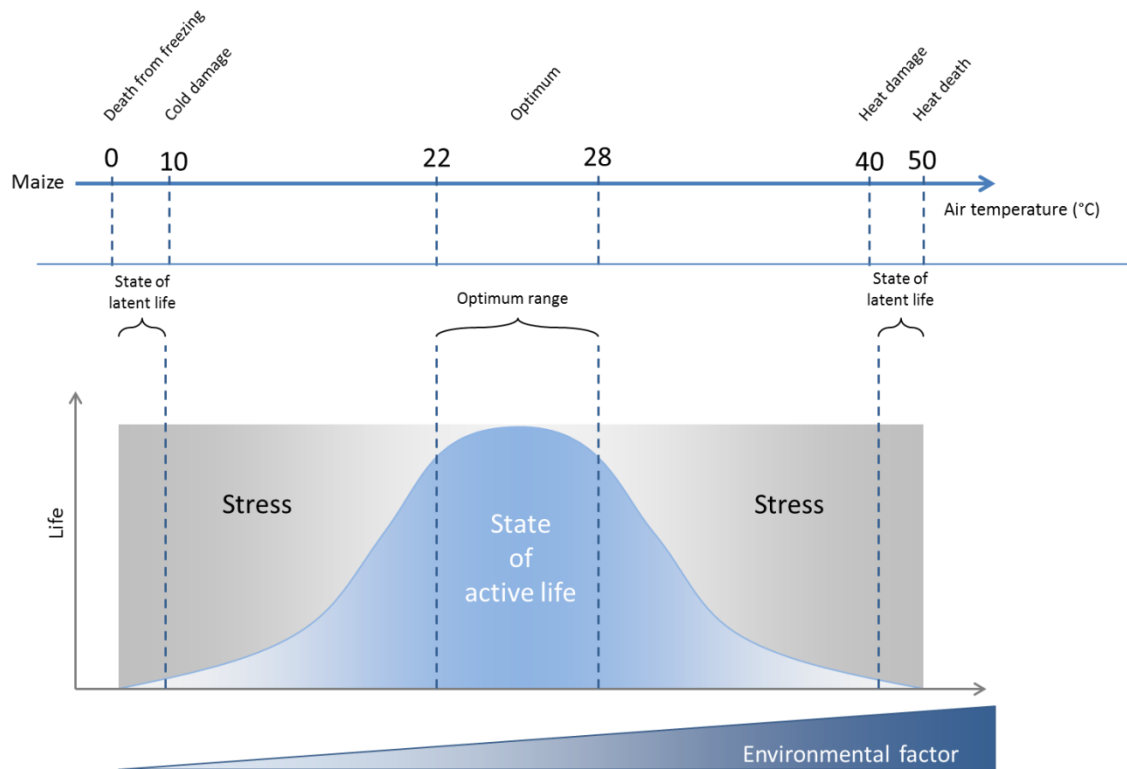 Death from freezing
Cold damage
Optimum
Heat damage
Heat death
0 10 22 28 40 50
Maize
Air temperature (°C)
State of
latent life
Optimum range
State of
latent life
Life
Stress
State
of
active life
Stress
Environmental factor